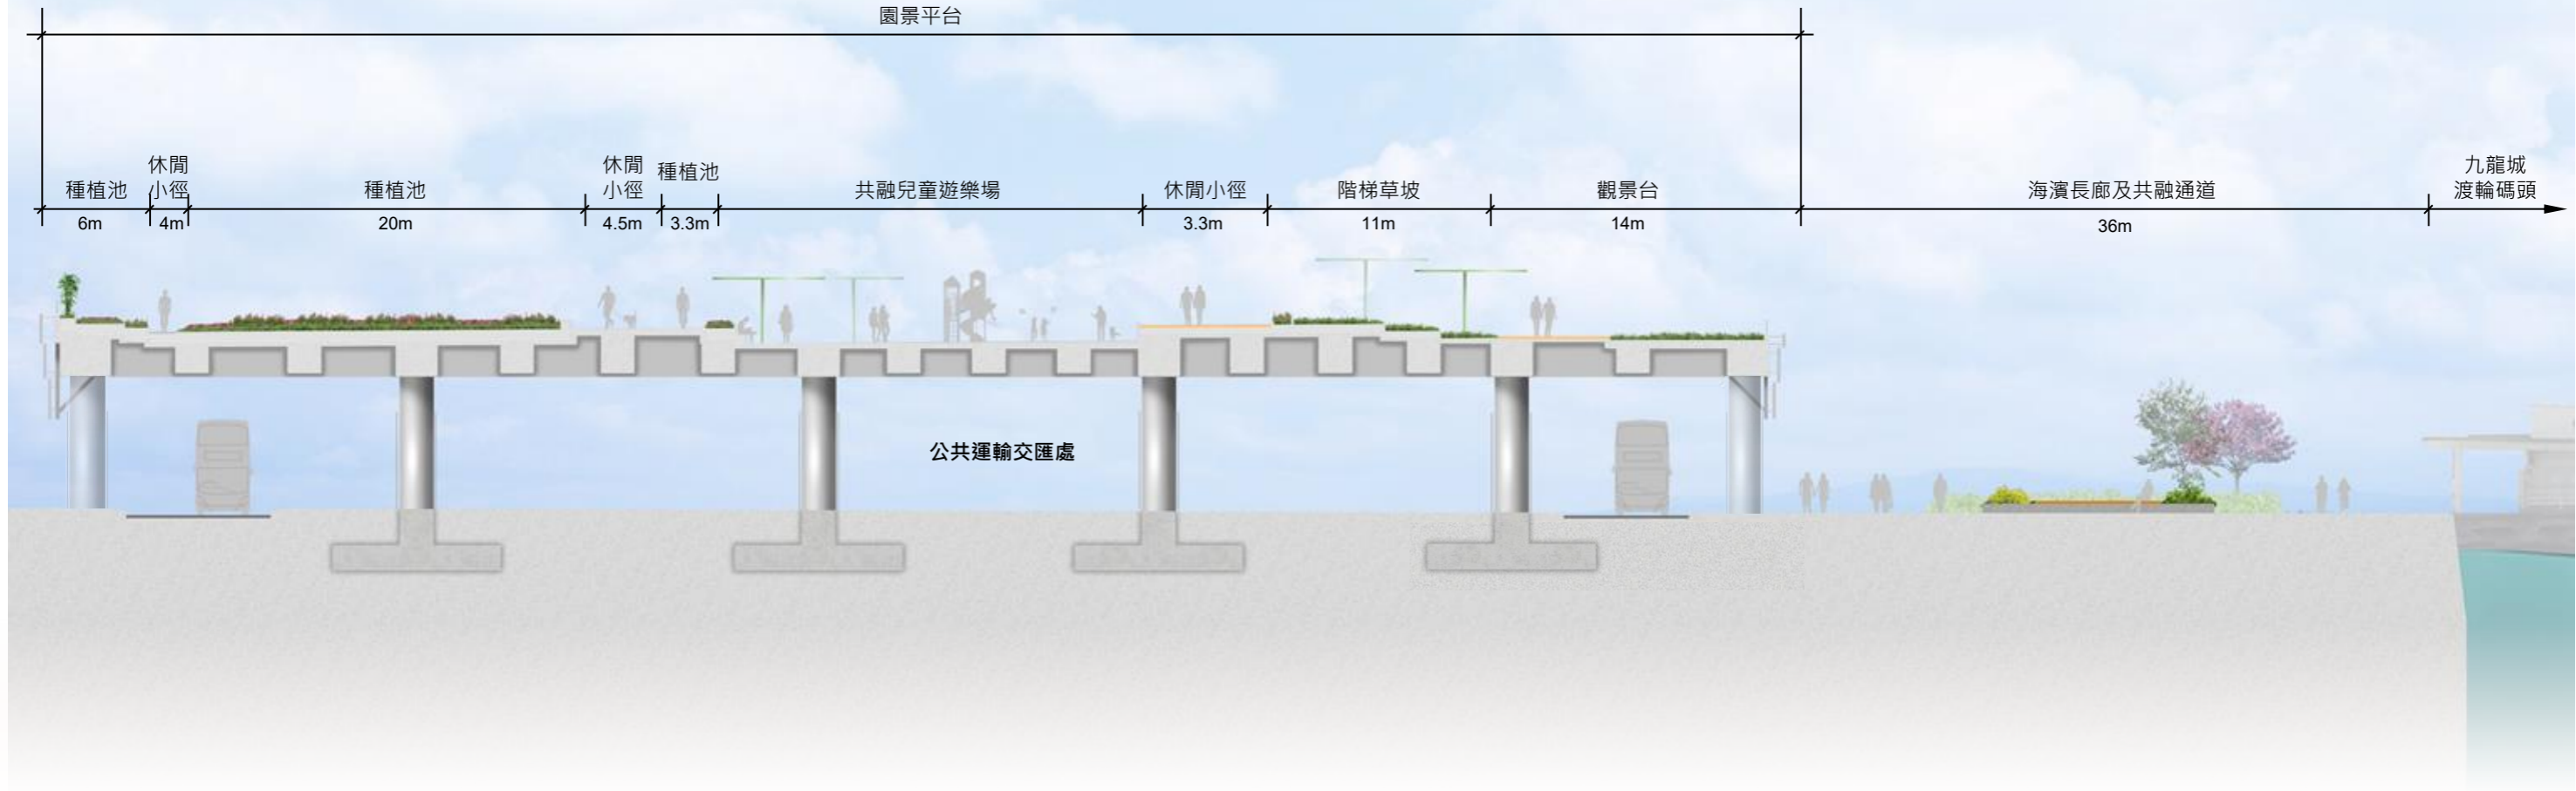 園景平台
種植池
休閒
小徑
種植池
休閒
小徑
種植池
共融兒童遊樂場
休閒小徑
階梯草坡
觀景台
海濱長廊及共融通道
九龍城
渡輪碼頭
6m
4m
20m
4.5m
3.3m
3.3m
11m
14m
36m
公共運輸交匯處